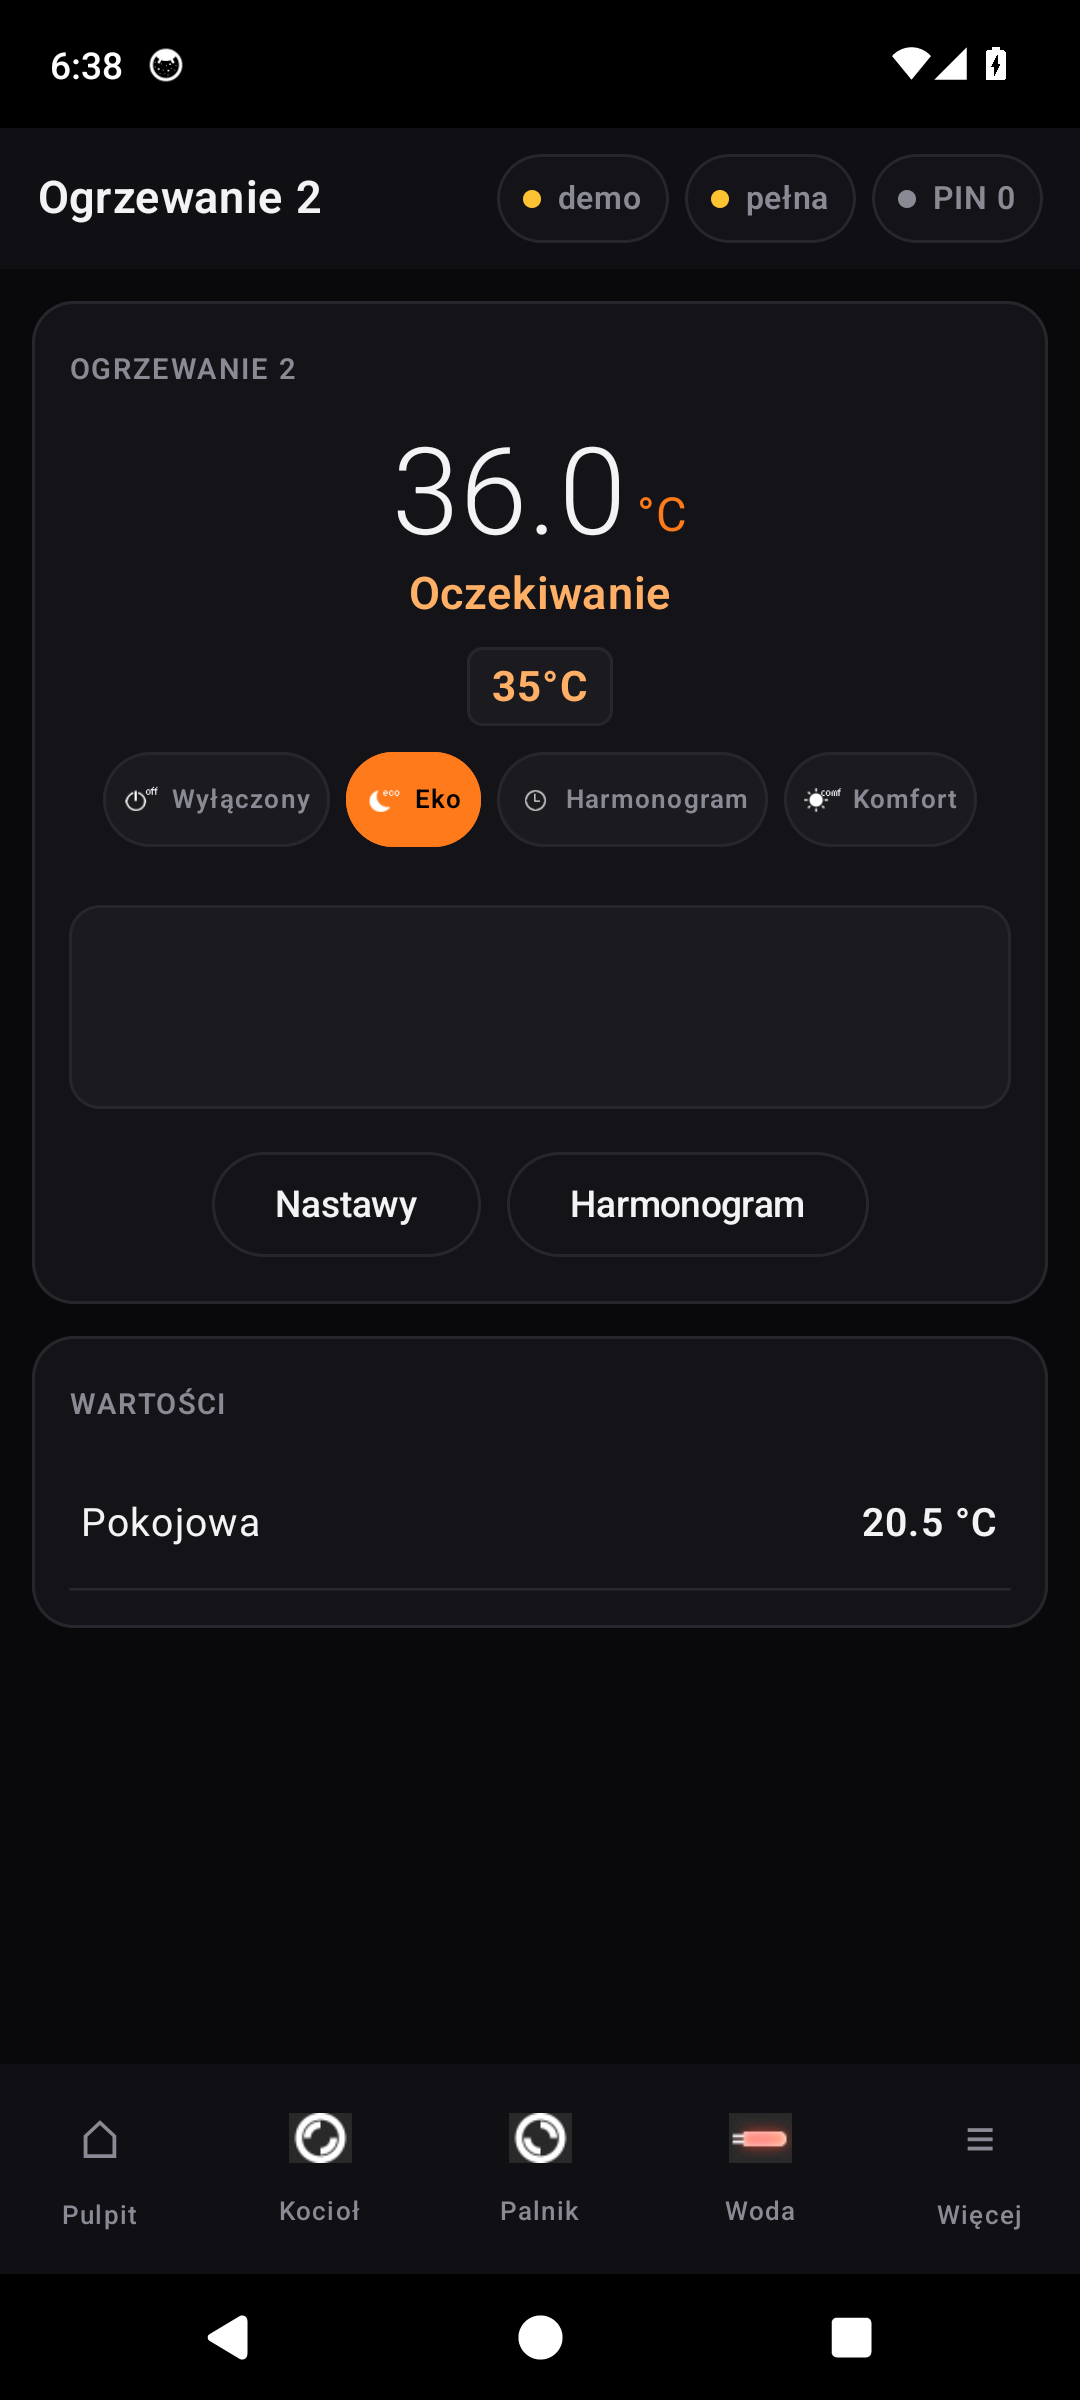 6:38
Ogrzewanie 2
demo
pełna
PIN 0
OGRZEWANIE 2
36.0 °C
Oczekiwanie
35°C
off Wyłączony
eco Eko
Harmonogram
comf Komfort
Nastawy
Harmonogram
WARTOŚCI
Pokojowa 20.5 °C
Pulpit
Kocioł
Palnik
Woda
Więcej